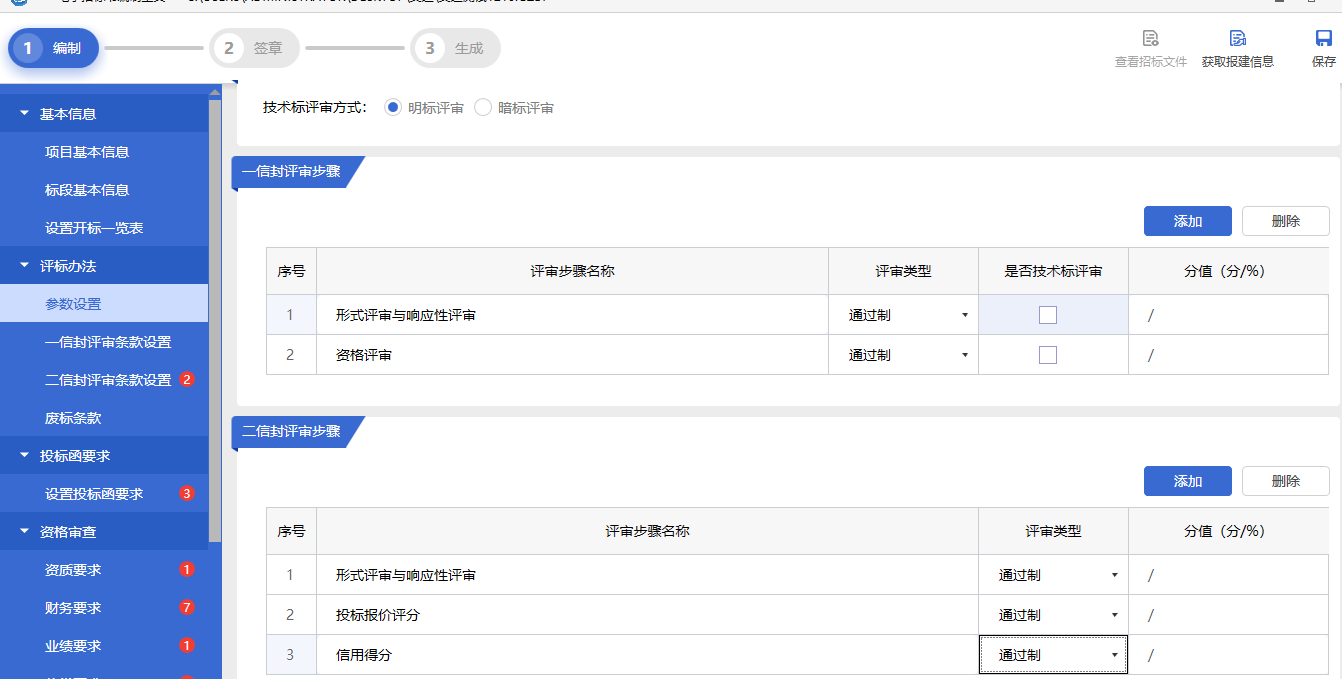 1 编制
2 签章
3 生成
查看招标文件 获取报建信息 保存
基本信息
项目基本信息
标段基本信息
设置开标一览表
评标办法
参数设置
一信封评审条款设置
二信封评审条款设置 2
废标条款
投标函要求
设置投标函要求 3
资格审查
资质要求 1
财务要求 7
业绩要求 1
技术标评审方式： 明标评审 暗标评审
一信封评审步骤
添加 删除
序号 评审步骤名称 评审类型 是否技术标评审 分值（分/%）
1 形式评审与响应性评审 通过制 /
2 资格评审 通过制 /
二信封评审步骤
添加 删除
序号 评审步骤名称 评审类型 分值（分/%）
1 形式评审与响应性评审 通过制 /
2 投标报价评分 通过制 /
3 信用得分 通过制 /